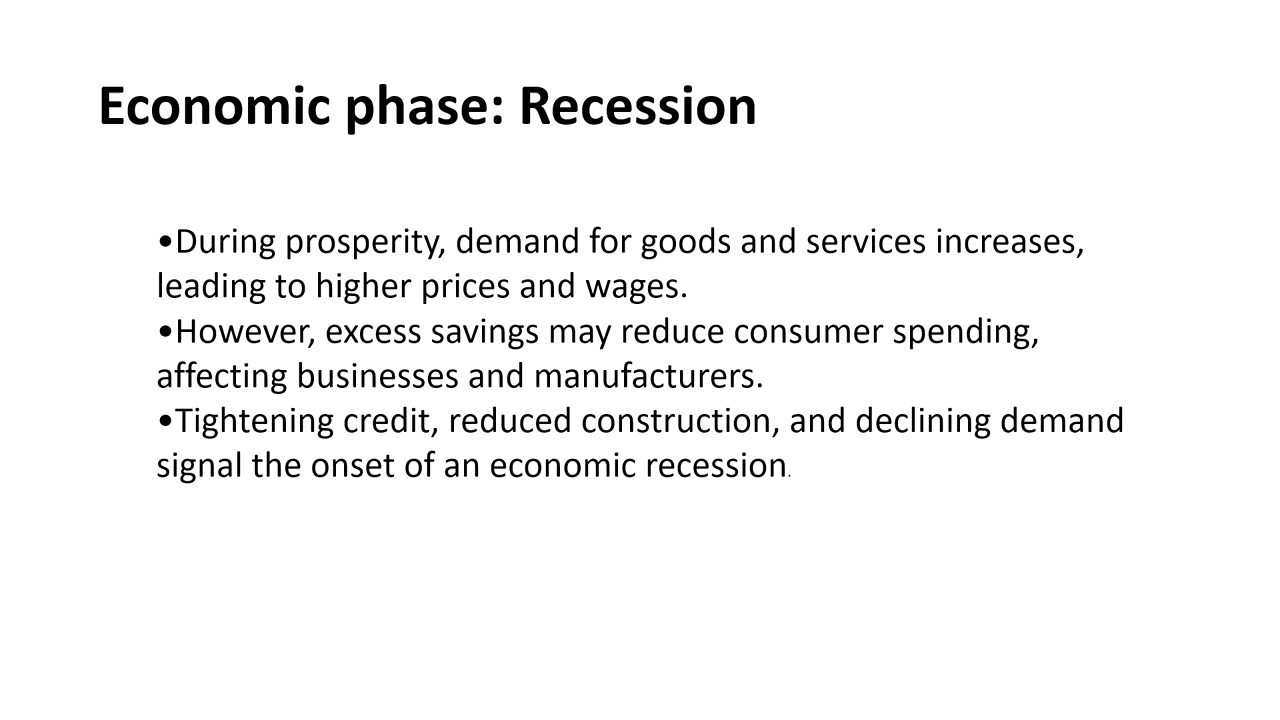 Economic phase: Recession
•During prosperity, demand for goods and services increases,
leading to higher prices and wages.
•However, excess savings may reduce consumer spending,
affecting businesses and manufacturers.
•Tightening credit, reduced construction, and declining demand
signal the onset of an economic recession.